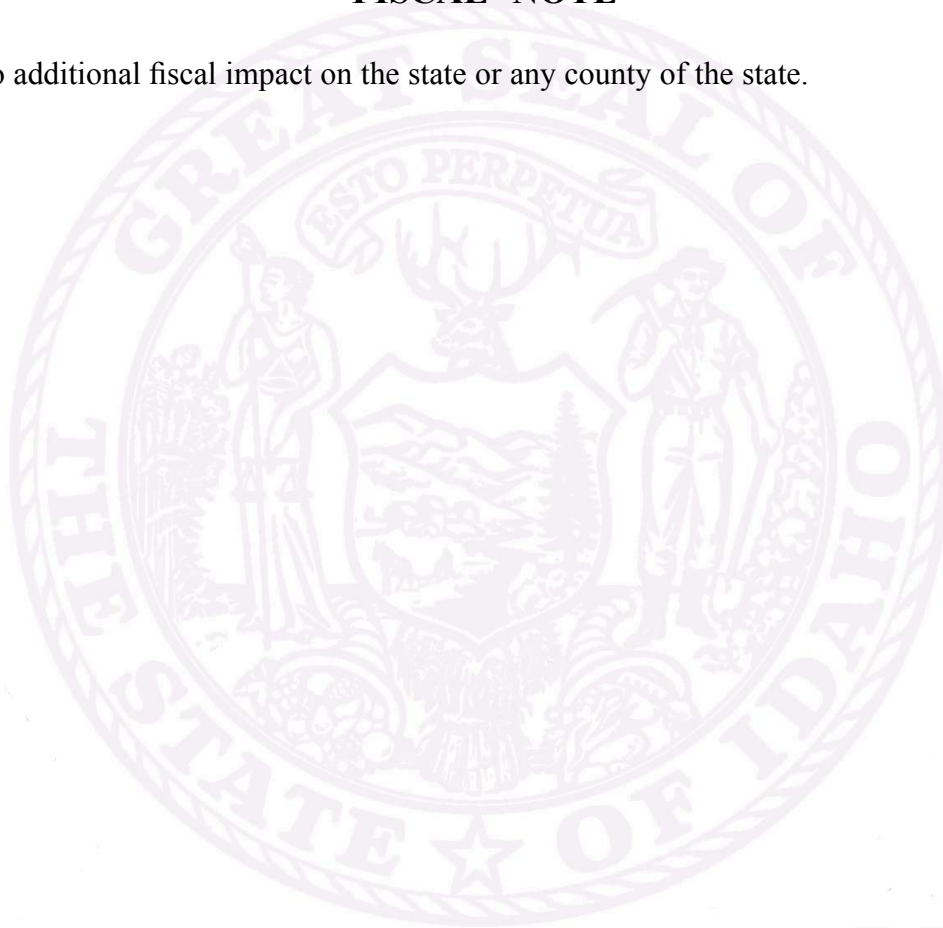 FISCAL NOTE
o additional fiscal impact on the state or any county of the state.
GREAT SEAL OF
ESTO PERPETUA
THE STATE OF IDAHO